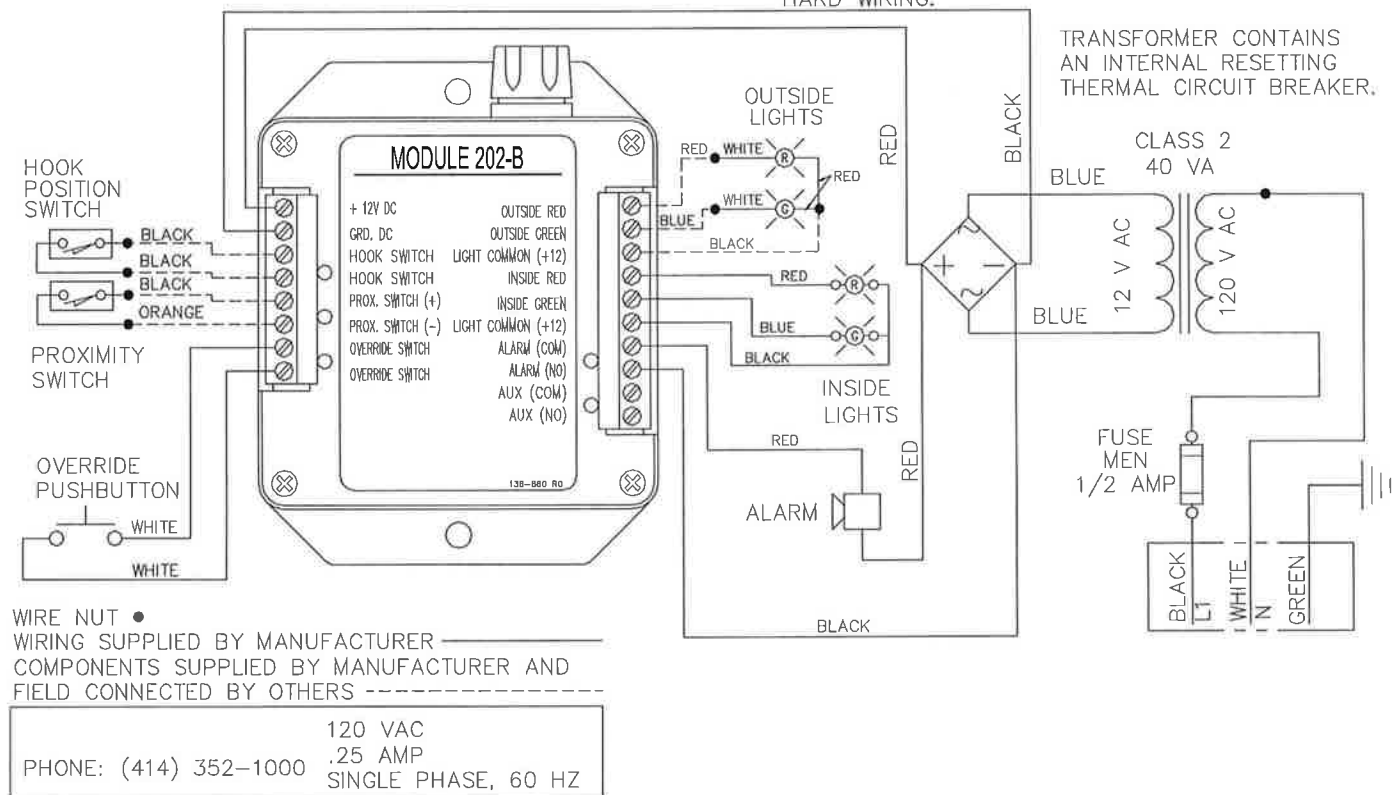 HARD WIRING.
TRANSFORMER CONTAINS
AN INTERNAL RESETTING
THERMAL CIRCUIT BREAKER.
CLASS 2
40 VA
BLUE
BLUE
12 V AC
120 V AC
RED
BLACK
OUTSIDE
LIGHTS
RED
WHITE
R
RED
WHITE
G
BLUE
BLACK
HOOK
POSITION
SWITCH
BLACK
BLACK
BLACK
ORANGE
PROXIMITY
SWITCH
MODULE 202-B
+ 12V DC
GRD. DC
HOOK SWITCH
HOOK SWITCH
PROX. SWITCH (+)
PROX. SWITCH (-)
OVERRIDE SWITCH
OVERRIDE SWITCH
OUTSIDE RED
OUTSIDE GREEN
LIGHT COMMON (+12)
INSIDE RED
INSIDE GREEN
LIGHT COMMON (+12)
ALARM (COM)
ALARM (NO)
AUX (COM)
AUX (NO)
138-880 R0
RED
R
BLUE
G
BLACK
INSIDE
LIGHTS
+
-
~
~
RED
RED
ALARM
BLACK
OVERRIDE
PUSHBUTTON
WHITE
WHITE
FUSE
MEN
1/2 AMP
BLACK
L1
WHITE
N
GREEN
WIRE NUT ●
WIRING SUPPLIED BY MANUFACTURER
COMPONENTS SUPPLIED BY MANUFACTURER AND
FIELD CONNECTED BY OTHERS
PHONE: (414) 352-1000
120 VAC
.25 AMP
SINGLE PHASE, 60 HZ